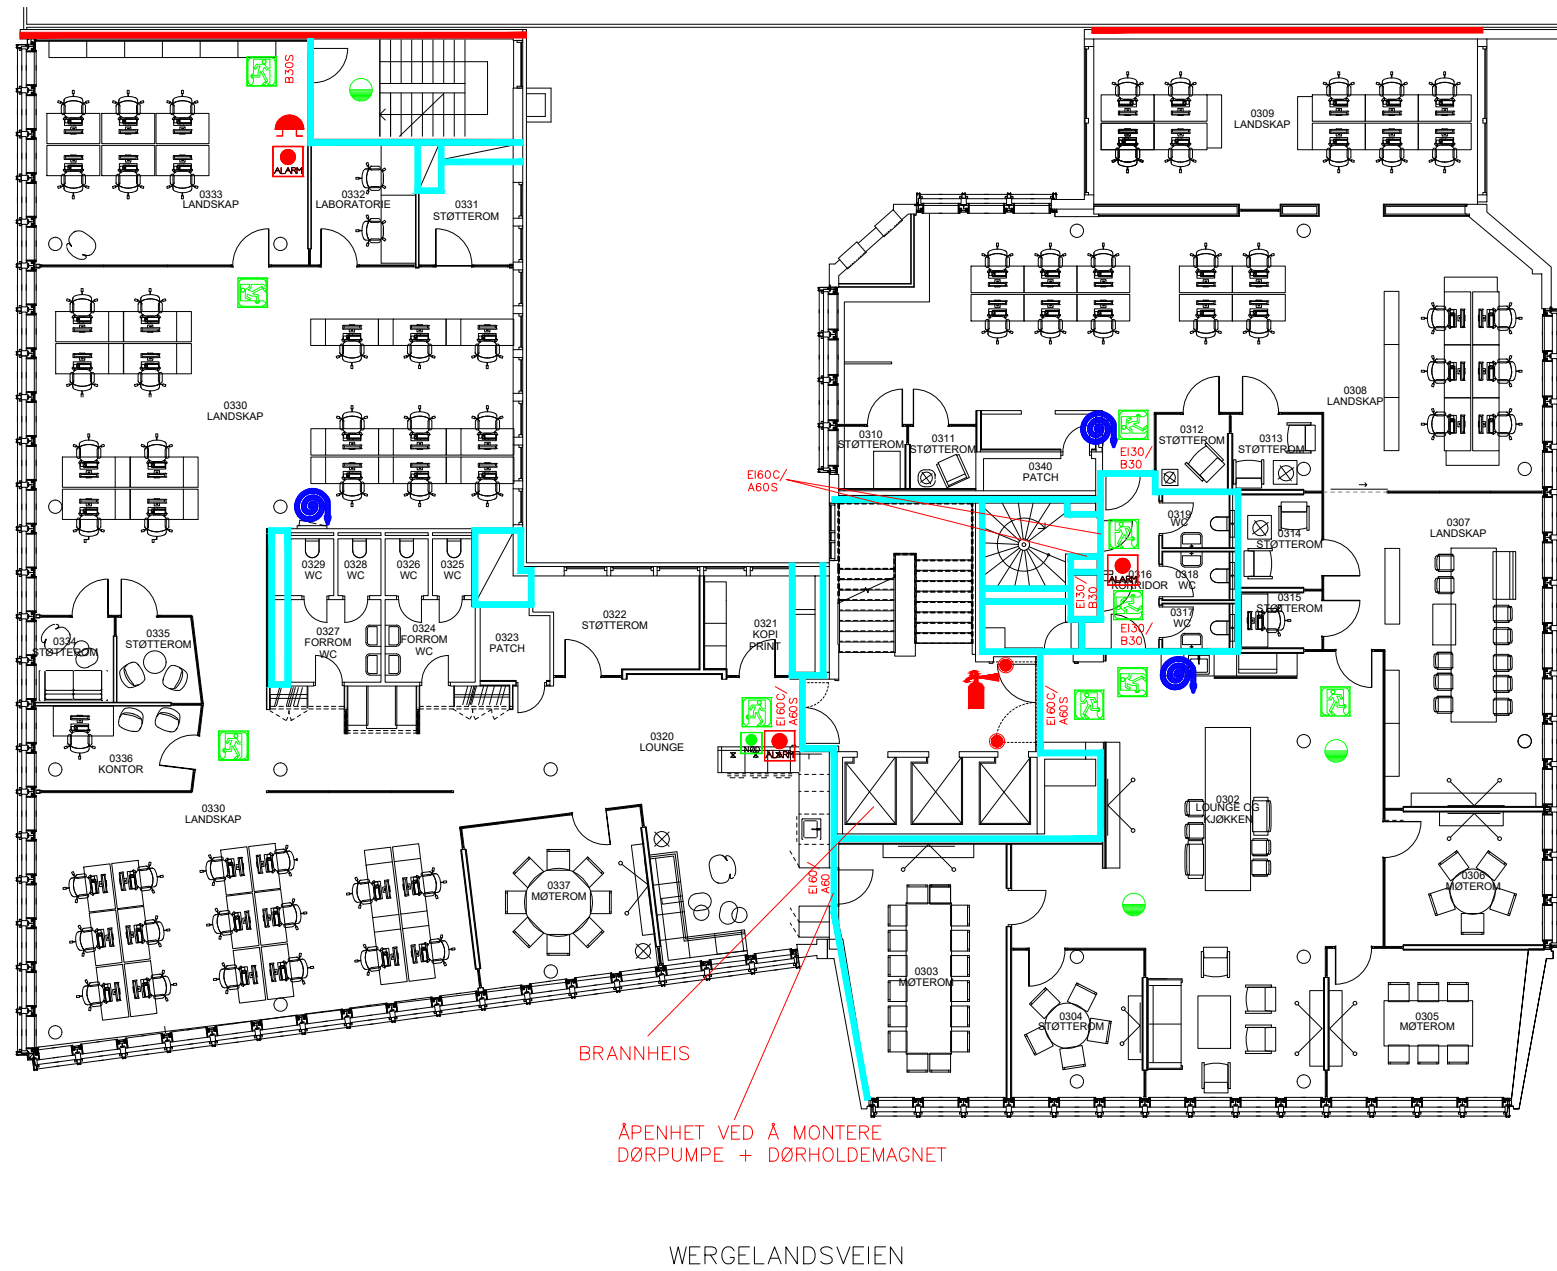 B30S
ALARM
0333
LANDSKAP
0332
LABORATORIE
0331
STØTTEROM
0309
LANDSKAP
0330
LANDSKAP
0308
LANDSKAP
0310
STØTTEROM
0311
STØTTEROM
0340
PATCH
EI30/
B30
0312
STØTTEROM
0313
STØTTEROM
EI60C/
A60S
0319
WC
0314
STØTTEROM
0307
LANDSKAP
0329
WC
0328
WC
0326
WC
0325
WC
ALARM
0316
KORRIDOR
0318
WC
EI30/
B30
0315
STØTTEROM
0317
WC
EI30/
B30
0334
STØTTEROM
0335
STØTTEROM
0327
FORROM
WC
0324
FORROM
WC
0323
PATCH
0322
STØTTEROM
0321
KOPI
PRINT
EI60C/
A60S
EI60C/
A60S
0336
KONTOR
0320
LOUNGE
NØD
ALARM
0330
LANDSKAP
0302
LOUNGE OG
KJØKKEN
0337
MØTEROM
EI60
A60
0306
MØTEROM
0303
MØTEROM
0304
STØTTEROM
0305
MØTEROM
BRANNHEIS
ÅPENHET VED Å MONTERE
DØRPUMPE + DØRHOLDEMAGNET
WERGELANDSVEIEN